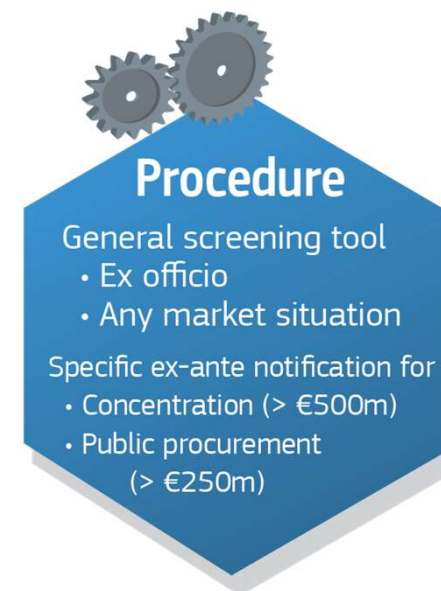 Procedure
General screening tool
• Ex officio
• Any market situation
Specific ex-ante notification for
• Concentration (> €500m)
• Public procurement
(> €250m)